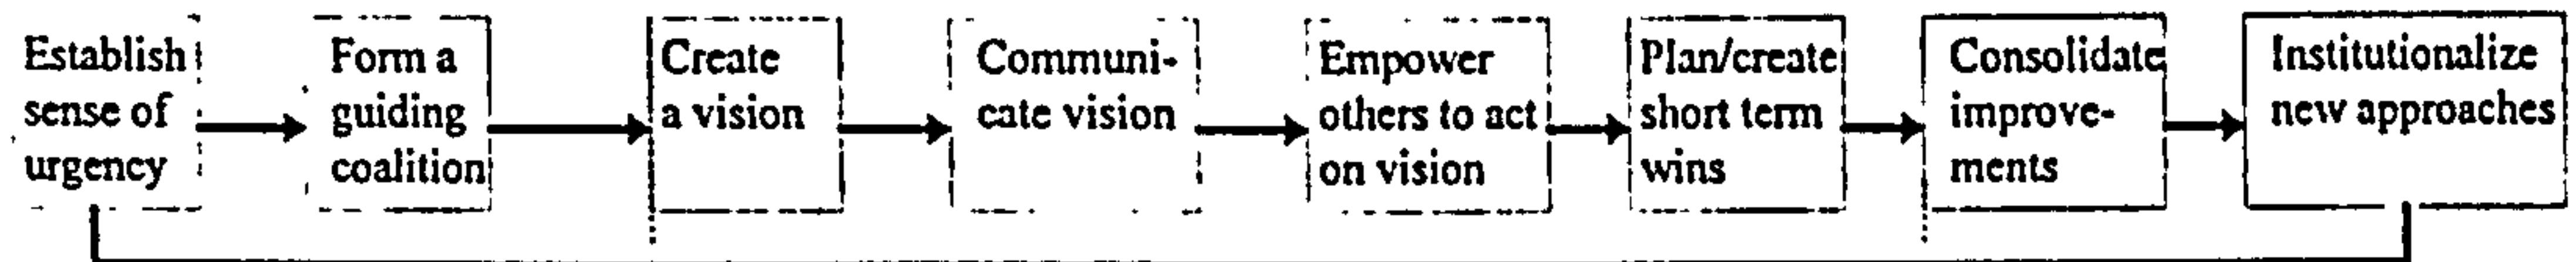 Establish
sense of
urgency
Form a
guiding
coalition
Create
a vision
Communi-
cate vision
Empower
others to act
on vision
Plan/create
short term
wins
Consolidate
improve-
ments
Institutionalize
new approaches